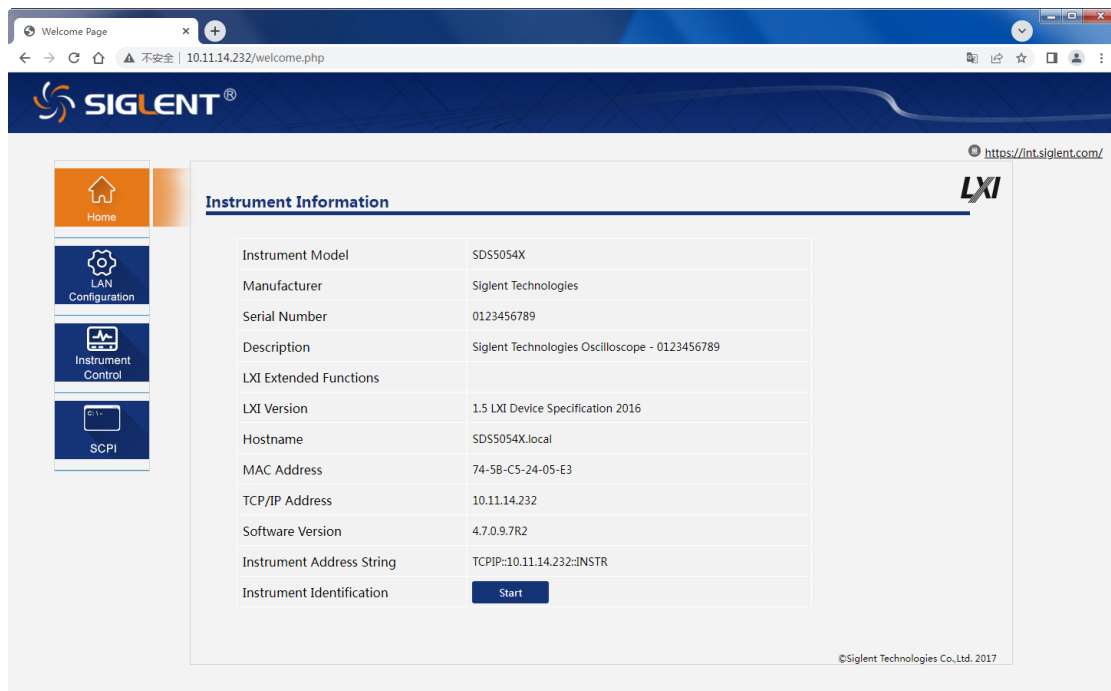 Welcome Page
不安全 | 10.11.14.232/welcome.php
SIGLENT®
https://int.siglent.com/
LXI
Home
LAN
Configuration
Instrument
Control
C:\-
SCPI
Instrument Information
Instrument Model SDS5054X
Manufacturer Siglent Technologies
Serial Number 0123456789
Description Siglent Technologies Oscilloscope - 0123456789
LXI Extended Functions
LXI Version 1.5 LXI Device Specification 2016
Hostname SDS5054X.local
MAC Address 74-5B-C5-24-05-E3
TCP/IP Address 10.11.14.232
Software Version 4.7.0.9.7R2
Instrument Address String TCPIP::10.11.14.232::INSTR
Instrument Identification Start
©Siglent Technologies Co.,Ltd. 2017